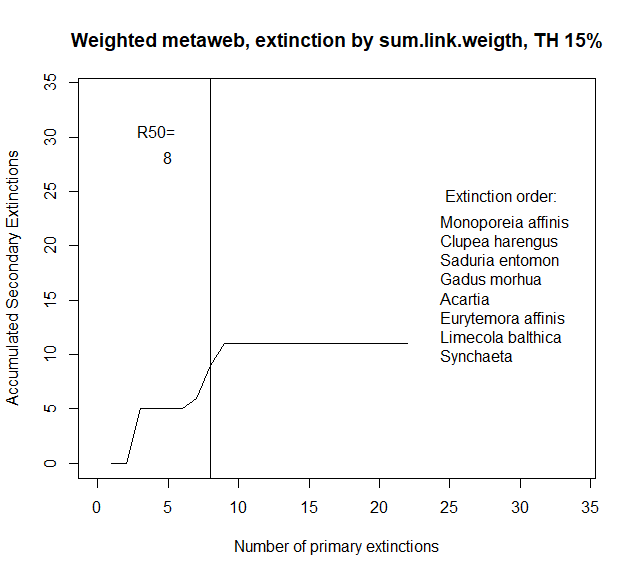 Weighted metaweb, extinction by sum.link.weigth, TH 15%
Accumulated Secondary Extinctions
35
30
25
20
15
10
5
0
R50=
8
Extinction order:
Monoporeia affinis
Clupea harengus
Saduria entomon
Gadus morhua
Acartia
Eurytemora affinis
Limecola balthica
Synchaeta
0 5 10 15 20 25 30 35
Number of primary extinctions